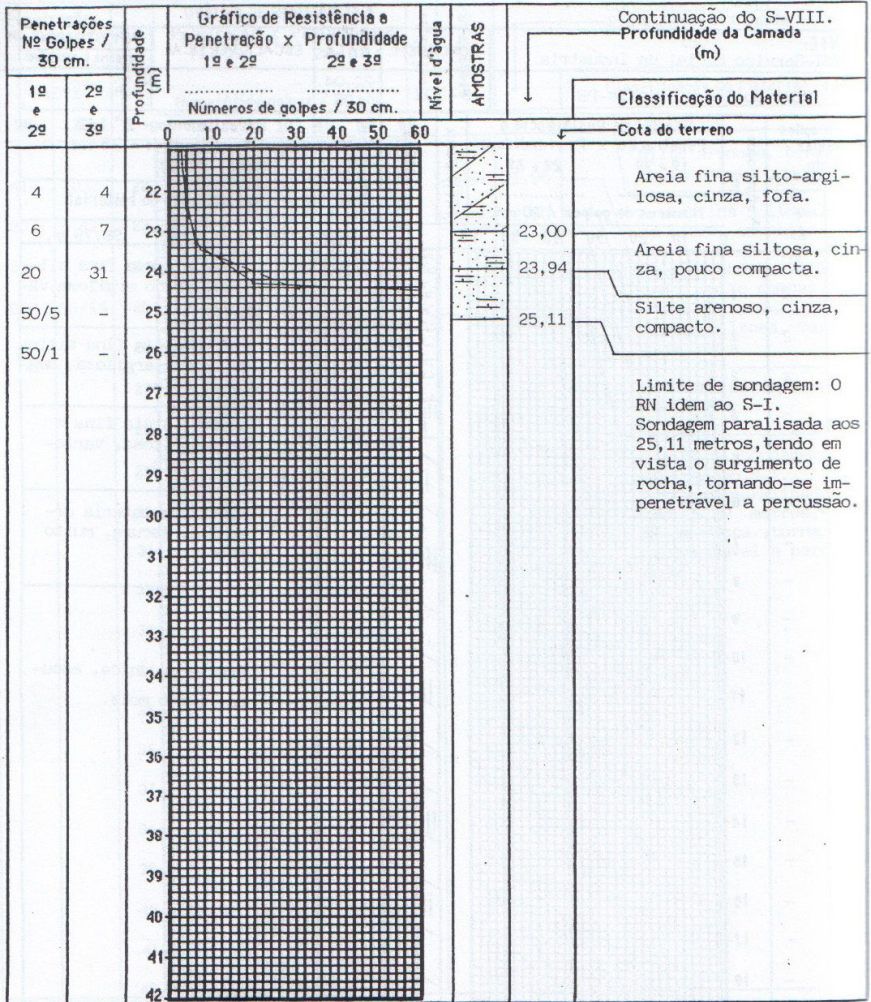 Penetrações
Nº Golpes /
30 cm.
1º
e
2º
2º
e
3º
Profundidade
(m)
Gráfico de Resistência a
Penetração x Profundidade
1º e 2º 2º e 3º
Números de golpes / 30 cm.
0 10 20 30 40 50 60
Nível d'água
AMOSTRAS
Continuação do S-VIII.
Profundidade da Camada
(m)
Classificação do Material
Cota do terreno
4 4
6 7
20 31
50/5 -
50/1 -
22
23
24
25
26
27
28
29
30
31
32
33
34
35
36
37
38
39
40
41
42
23,00
23,94
25,11
Areia fina silto-argi-
losa, cinza, fofa.
Areia fina siltosa, cin-
za, pouco compacta.
Silte arenoso, cinza,
compacto.
Limite de sondagem: O
RN idem ao S-I.
Sondagem paralisada aos
25,11 metros,tendo em
vista o surgimento de
rocha, tornando-se im-
penetrável a percussão.